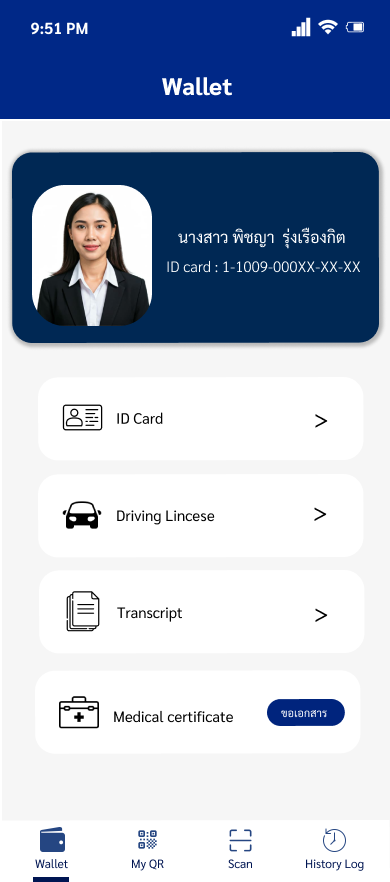 9:51 PM
Wallet
นางสาว พิชญา รุ่งเรืองกิต
ID card : 1-1009-000XX-XX-XX
ID Card >
Driving Lincese >
Transcript >
Medical certificate ขอเอกสาร
Wallet My QR Scan History Log